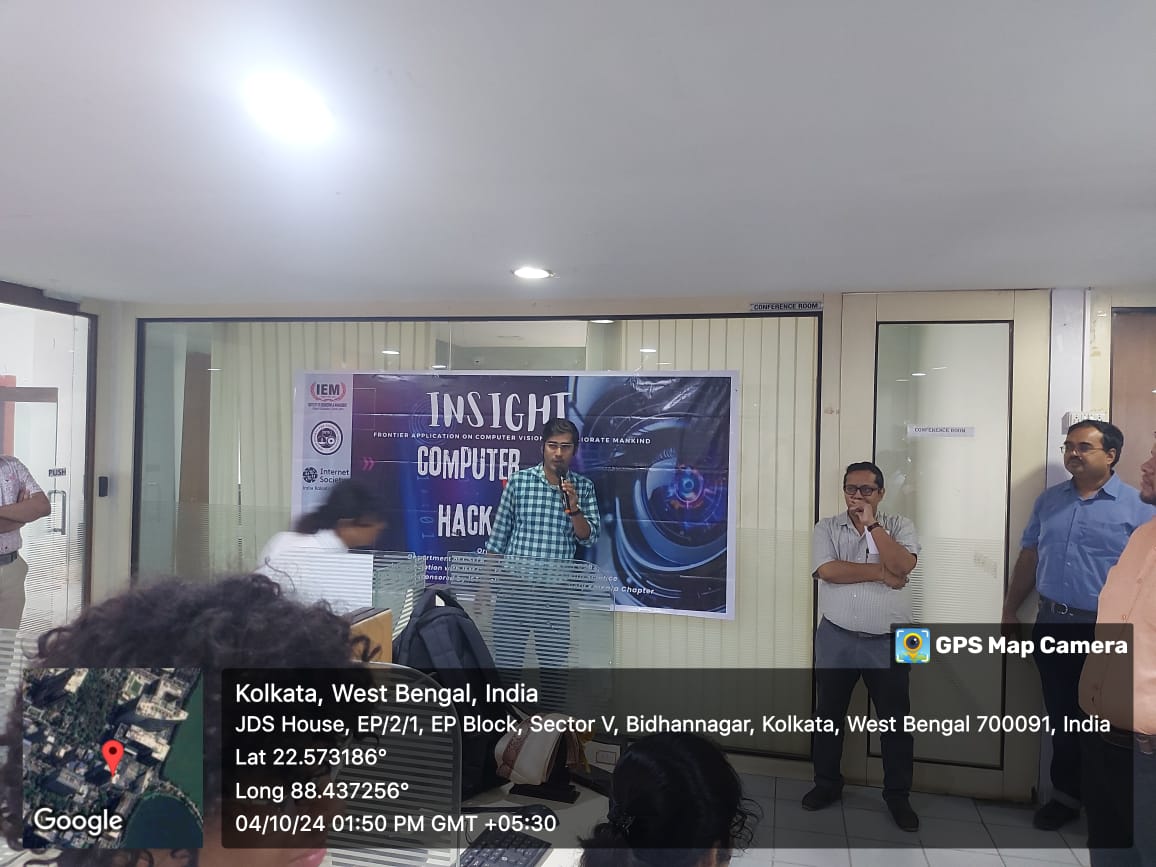 CONFERENCE ROOM
IEM
INSIGHT
FRONTIER APPLICATION ON COMPUTER VISION
MANKIND
COMPUTER
HACK
Internet
Chapter
CONFERENCE ROOM
PUSH
GPS Map Camera
Kolkata, West Bengal, India
JDS House, EP/2/1, EP Block, Sector V, Bidhannagar, Kolkata, West Bengal 700091, India
Lat 22.573186°
Long 88.437256°
04/10/24 01:50 PM GMT +05:30
Google